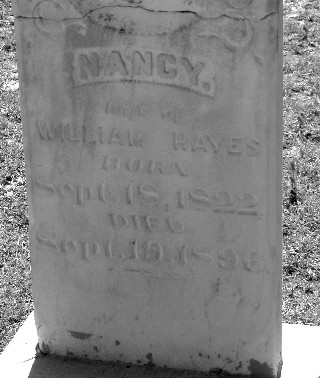 NANCY.
WIFE OF
WILLIAM HAYES
BORN
Sept. 18, 1822.
DIED
Sept. 19, 1896.